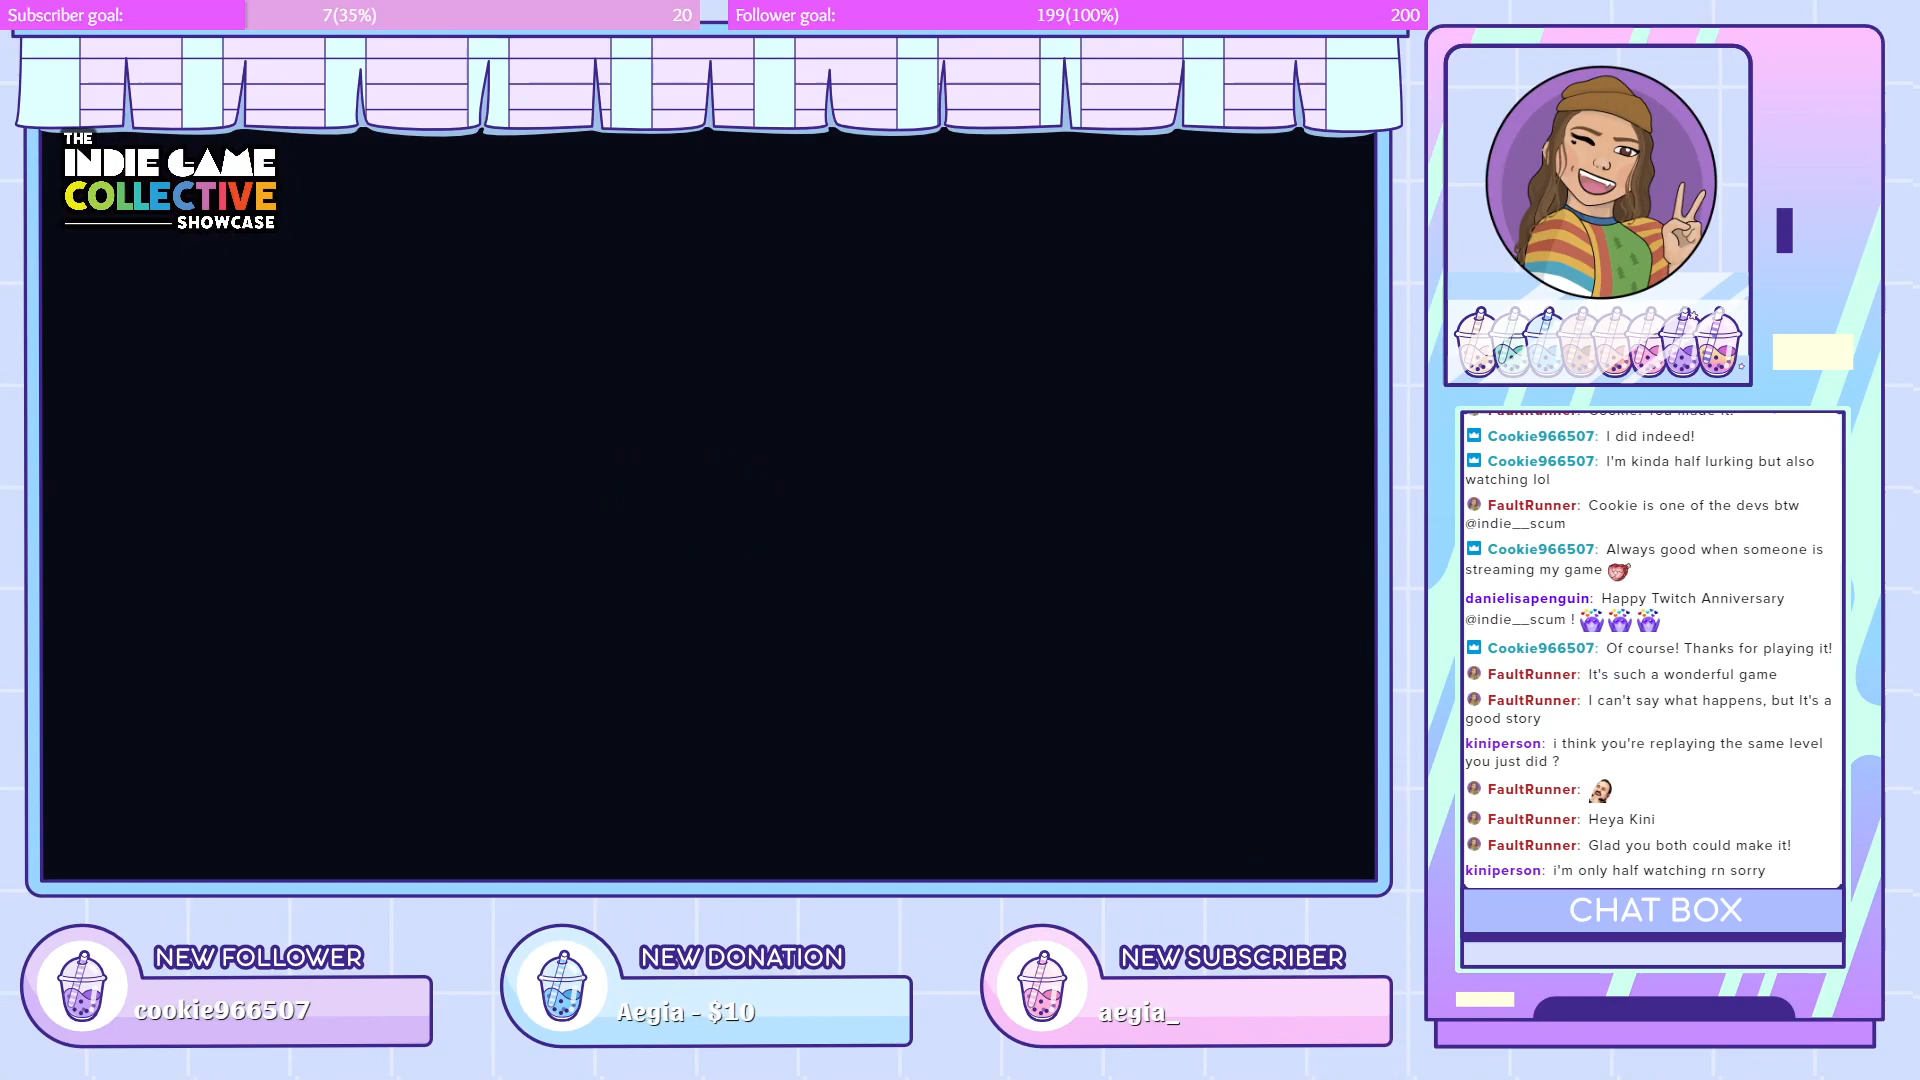 Subscriber goal: 7(35%) 20
Follower goal: 199(100%) 200
THE
INDIE GAME
COLLECTIVE
SHOWCASE
FaultRunner: Cookie! You made it!
Cookie966507: I did indeed!
Cookie966507: I'm kinda half lurking but also
watching lol
FaultRunner: Cookie is one of the devs btw
@indie__scum
Cookie966507: Always good when someone is
streaming my game
danielisapenguin: Happy Twitch Anniversary
@indie__scum !
Cookie966507: Of course! Thanks for playing it!
FaultRunner: It's such a wonderful game
FaultRunner: I can't say what happens, but It's a
good story
kiniperson: i think you're replaying the same level
you just did ?
FaultRunner:
FaultRunner: Heya Kini
FaultRunner: Glad you both could make it!
kiniperson: i'm only half watching rn sorry
CHAT BOX
NEW FOLLOWER
cookie966507
NEW DONATION
Aegia - $10
NEW SUBSCRIBER
aegia_